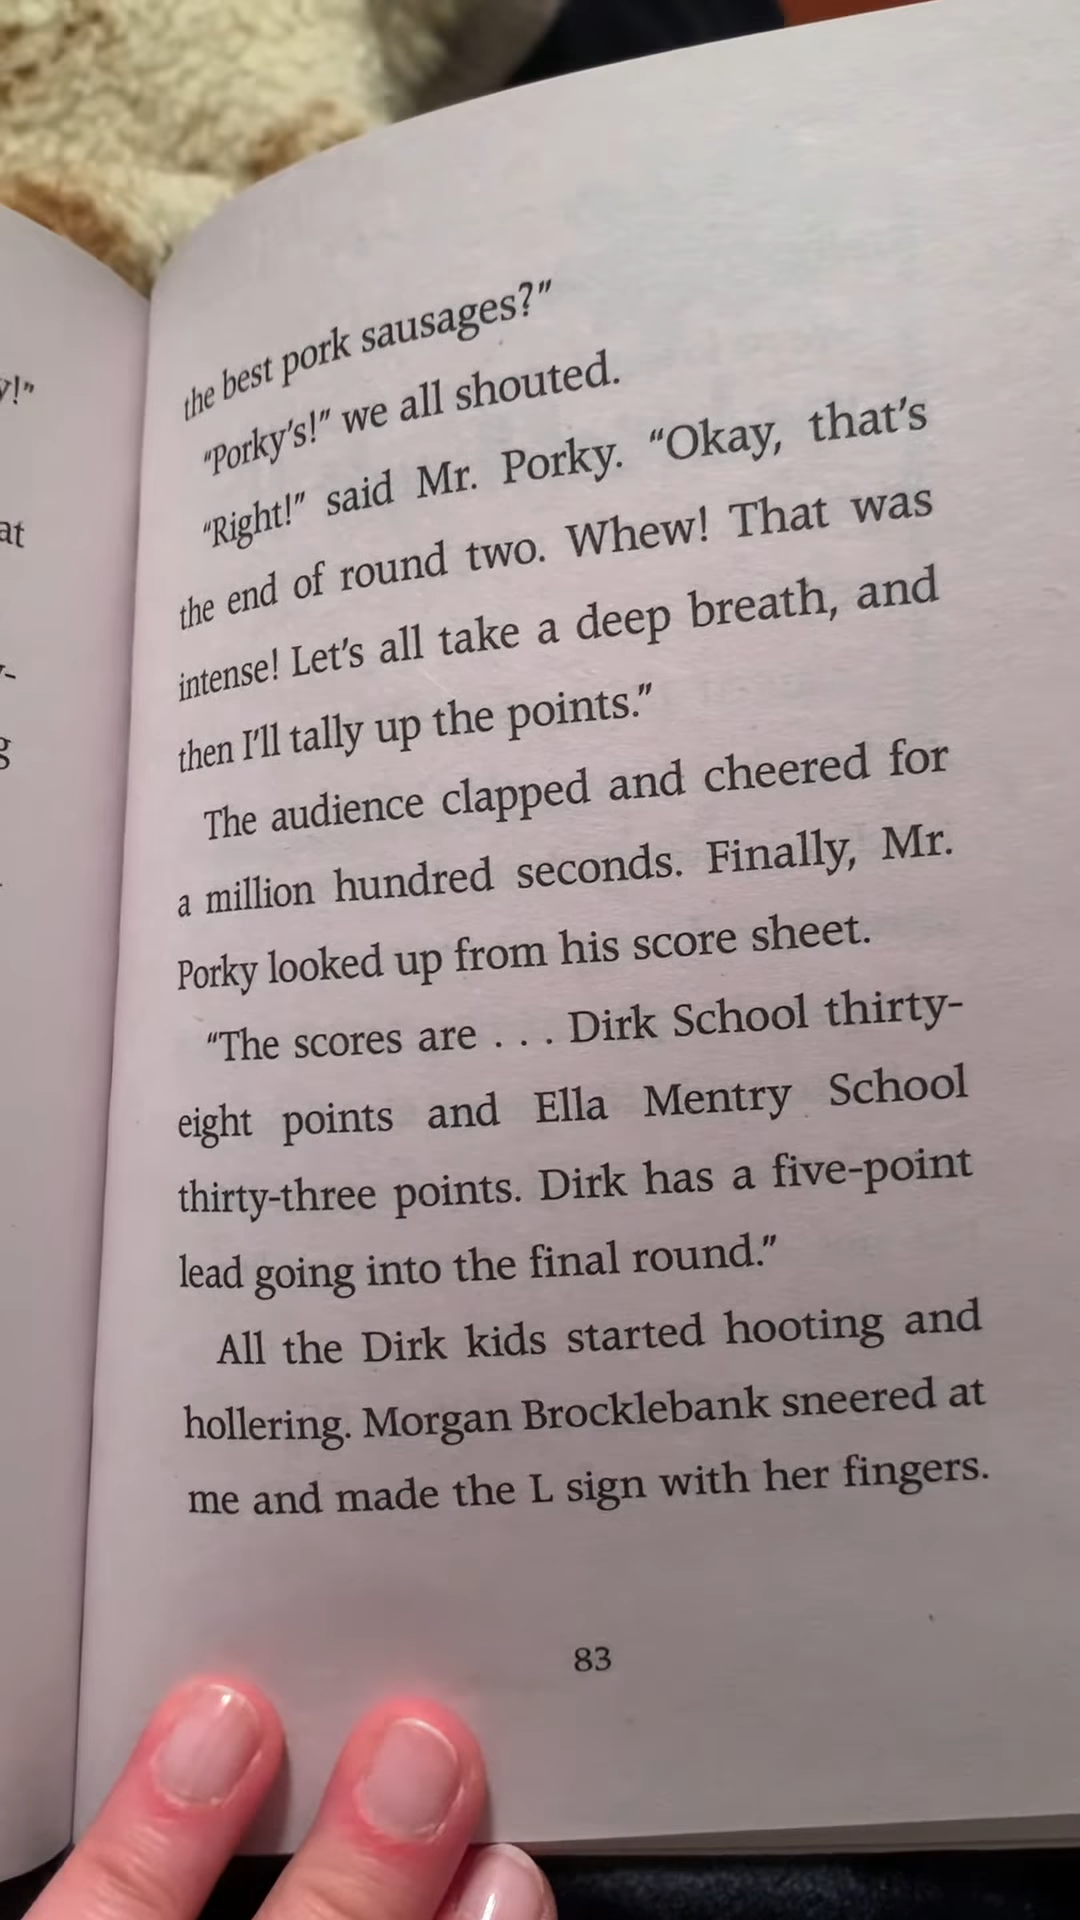 y!"
at
g
the best pork sausages?"
"Porky's!" we all shouted.
"Right!" said Mr. Porky. "Okay, that's
the end of round two. Whew! That was
intense! Let's all take a deep breath, and
then I'll tally up the points."
The audience clapped and cheered for
a million hundred seconds. Finally, Mr.
Porky looked up from his score sheet.
"The scores are . . . Dirk School thirty-
eight points and Ella Mentry School
thirty-three points. Dirk has a five-point
lead going into the final round."
All the Dirk kids started hooting and
hollering. Morgan Brocklebank sneered at
me and made the L sign with her fingers.
83